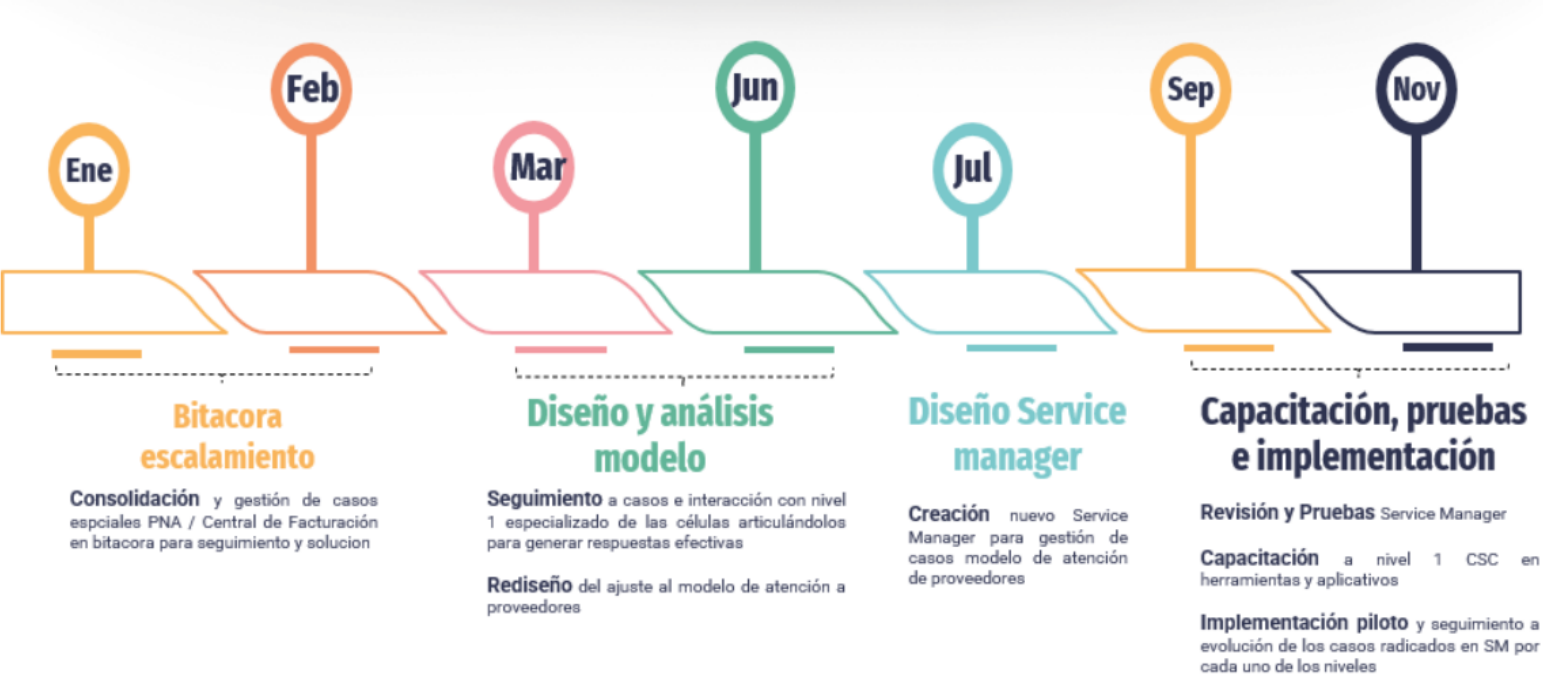 Ene
Feb
Mar
Jun
Jul
Sep
Nov
Bitacora
escalamiento
Consolidación y gestión de casos
espciales PNA / Central de Facturación
en bitacora para seguimiento y solucion
Diseño y análisis
modelo
Seguimiento a casos e interacción con nivel
1 especializado de las células articulándolos
para generar respuestas efectivas
Rediseño del ajuste al modelo de atención a
proveedores
Diseño Service
manager
Creación nuevo Service
Manager para gestión de
casos modelo de atención
de proveedores
Capacitación, pruebas
e implementación
Revisión y Pruebas Service Manager
Capacitación a nivel 1 CSC en
herramientas y aplicativos
Implementación piloto y seguimiento a
evolución de los casos radicados en SM por
cada uno de los niveles